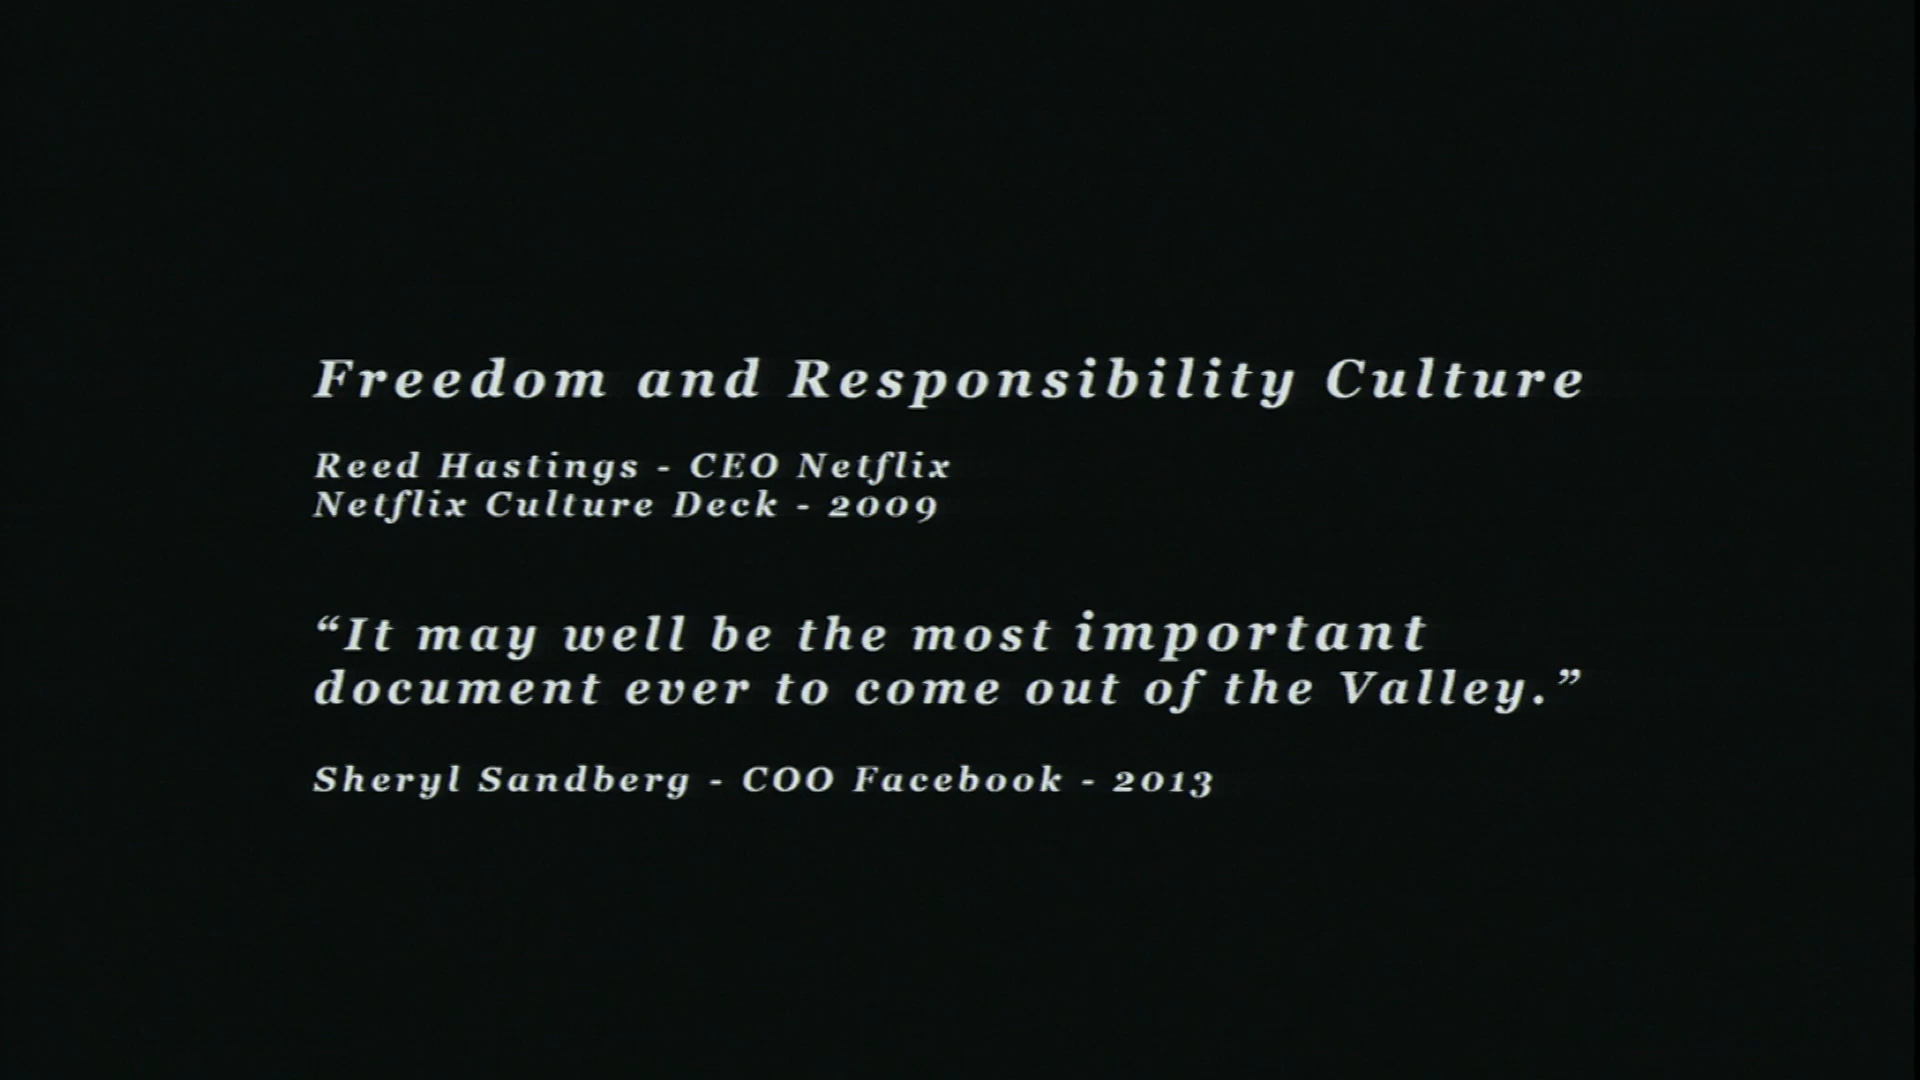 Freedom and Responsibility Culture
Reed Hastings - CEO Netflix
Netflix Culture Deck - 2009
“It may well be the most important
document ever to come out of the Valley.”
Sheryl Sandberg - COO Facebook - 2013